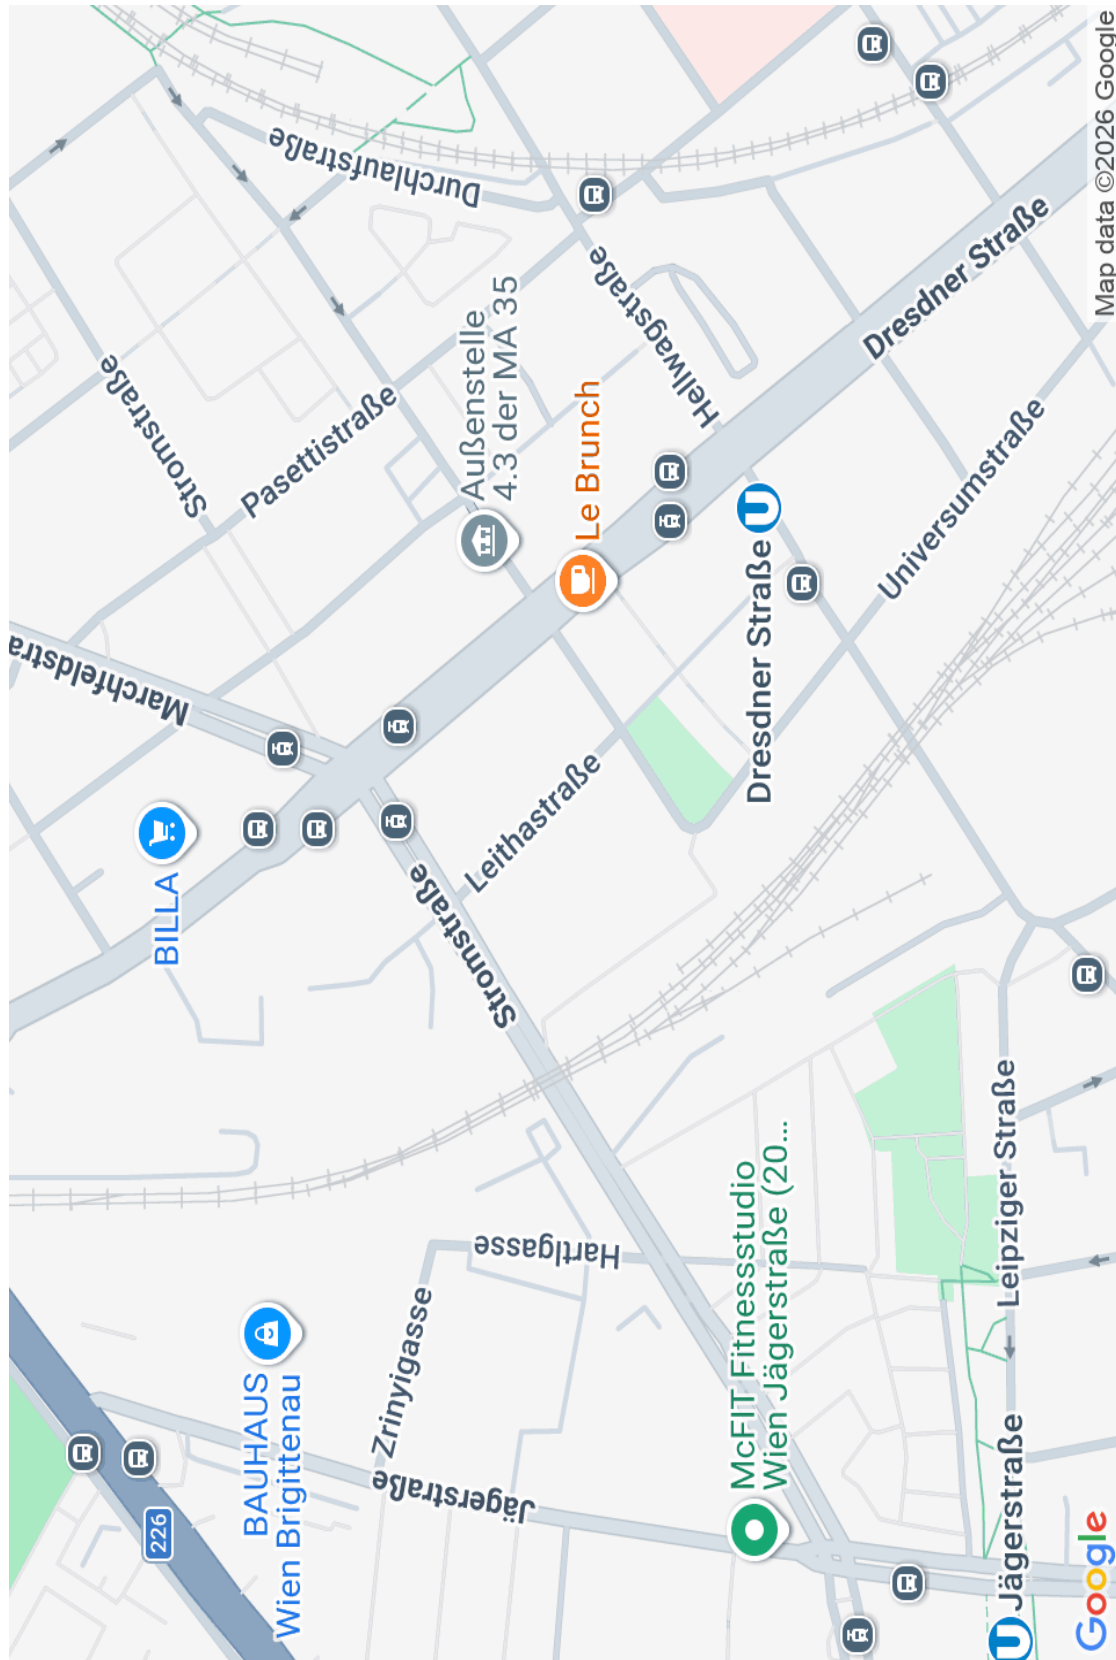 Stromstraße
Durchlaufstraße
Marchfeldstra
Pasettistraße
Außenstelle
4.3 der MA 35
Hellwagstraße
Le Brunch
Dresdner Straße
BILLA
Leithastraße
Stromstraße
Dresdner Straße
U
Universumstraße
BAUHAUS
Wien Brigittenau
226
Zrinyigasse
Hartlgasse
Jägerstraße
McFIT Fitnessstudio
Wien Jägerstraße (20...
Leipziger Straße
U
Jägerstraße
Google
Map data ©2026 Google